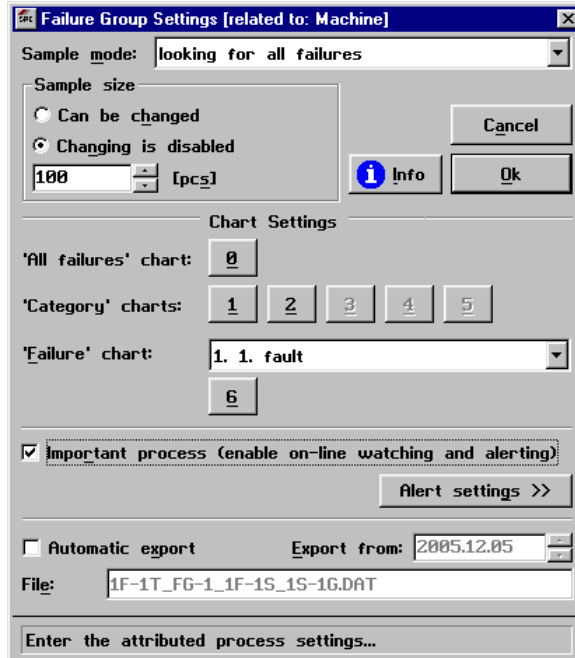 SPC Failure Group Settings [related to: Machine]
Sample mode: looking for all failures
Sample size
Can be changed
Changing is disabled
100 [pcs]
Cancel
Info
Ok
Chart Settings
'All failures' chart: 0
'Category' charts: 1 2 3 4 5
'Failure' chart: 1. 1. fault
6
Important process (enable on-line watching and alerting)
Alert settings >>
Automatic export Export from: 2005.12.05
File: 1F-1T_FG-1_1F-1S_1S-1G.DAT
Enter the attributed process settings...